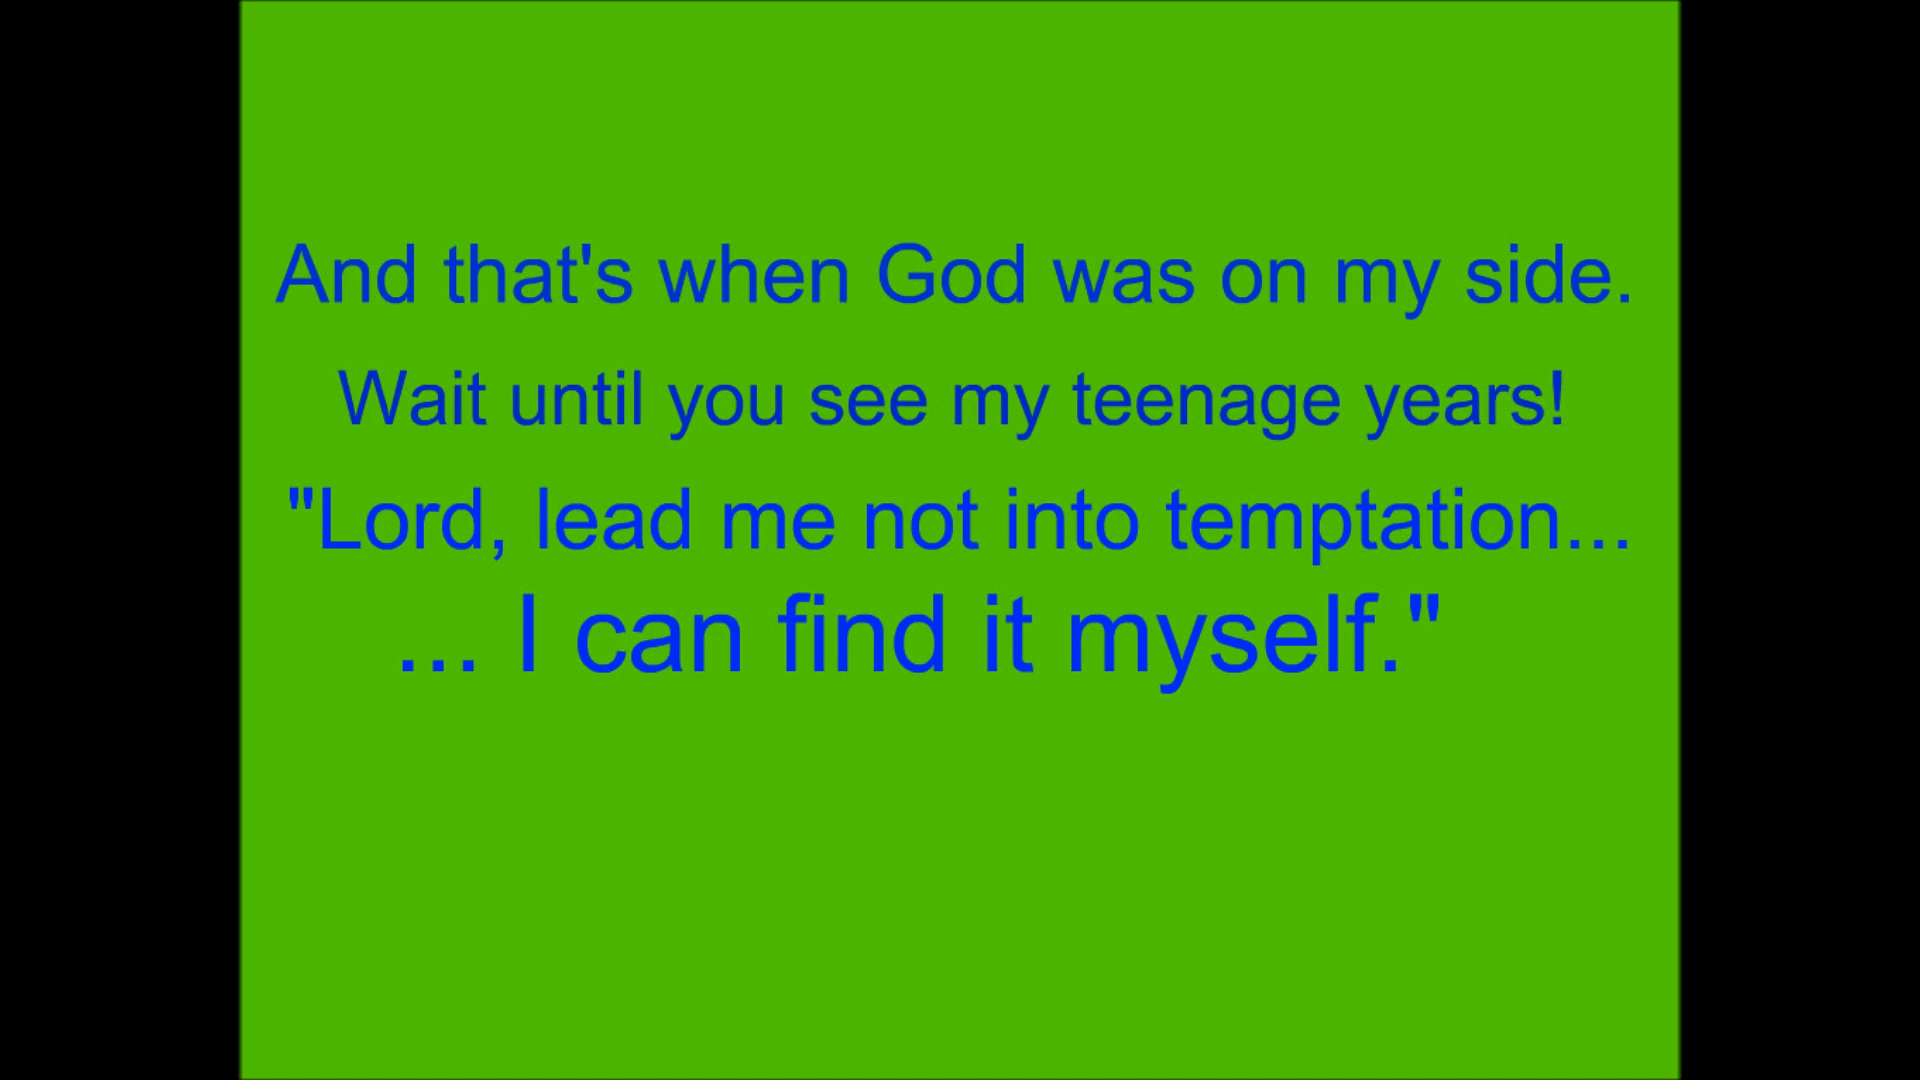 And that's when God was on my side.
Wait until you see my teenage years!
"Lord, lead me not into temptation...
... I can find it myself."